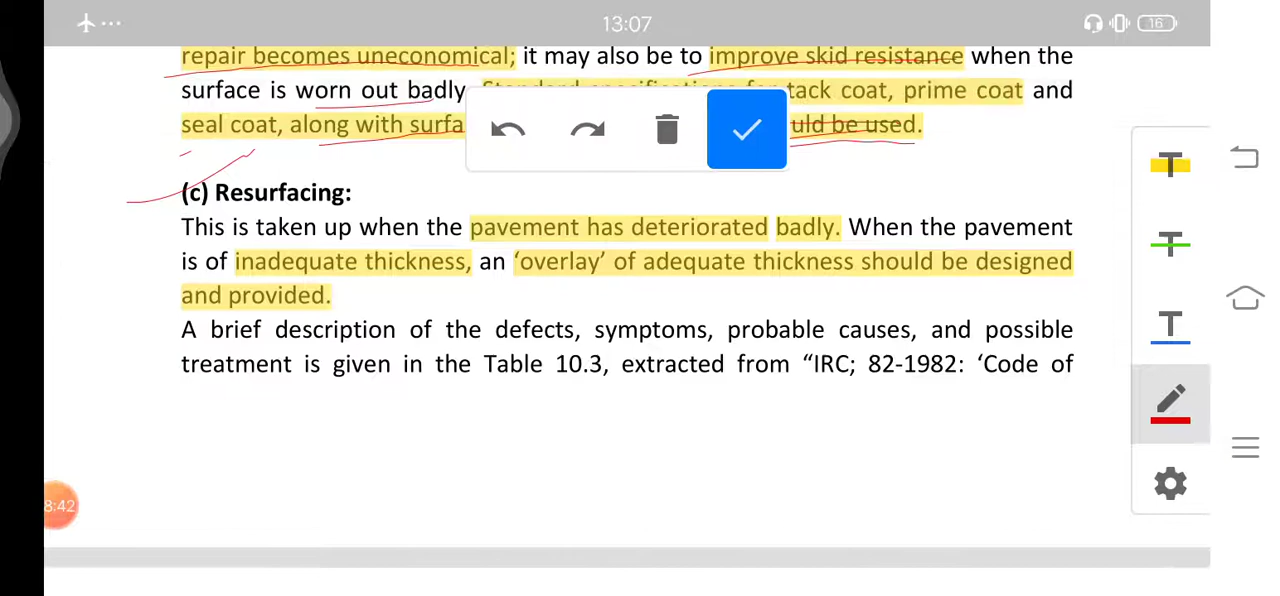 13:07
16
repair becomes uneconomical; it may also be to improve skid resistance when the
surface is worn out badly. Standard specifications for tack coat, prime coat and
seal coat, along with surfa uld be used.
(c) Resurfacing:
This is taken up when the pavement has deteriorated badly. When the pavement
is of inadequate thickness, an ‘overlay’ of adequate thickness should be designed
and provided.
A brief description of the defects, symptoms, probable causes, and possible
treatment is given in the Table 10.3, extracted from “IRC; 82-1982: ‘Code of
8:42